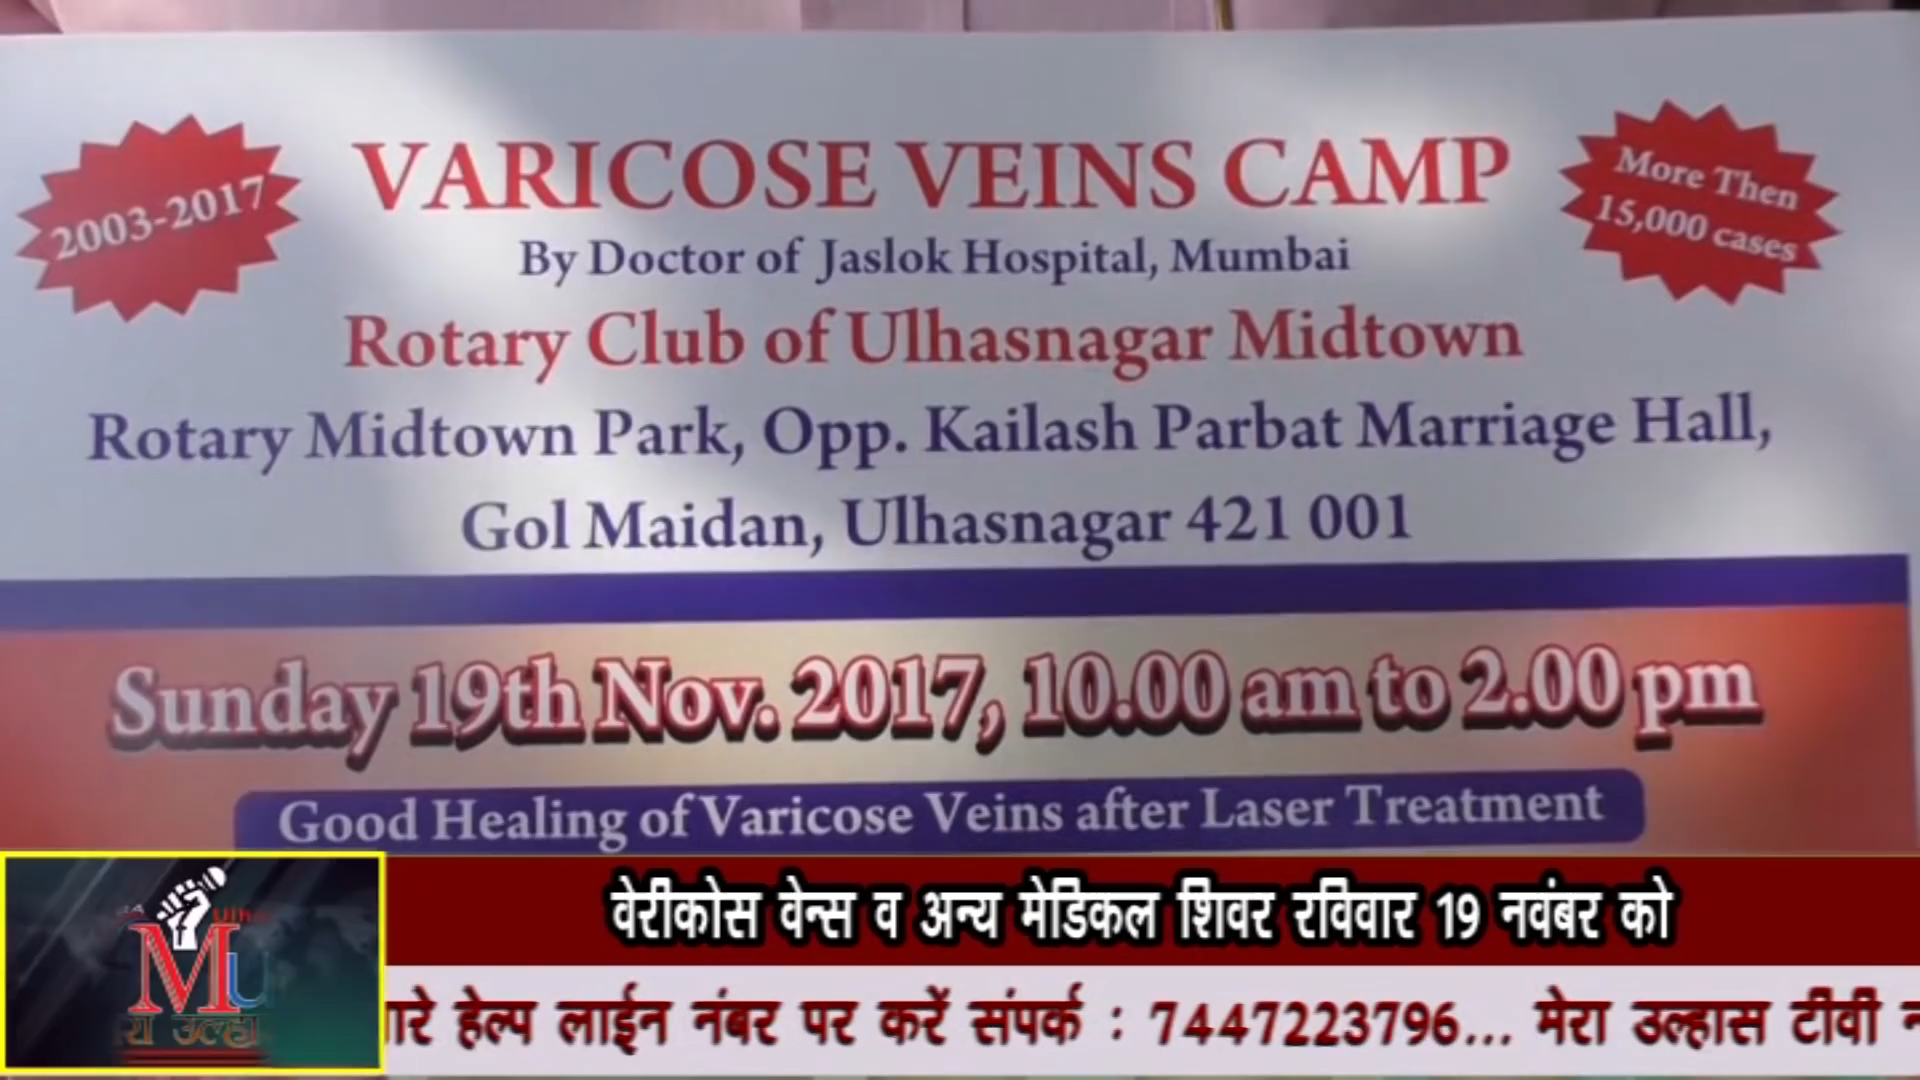 2003-2017
VARICOSE VEINS CAMP
More Then
15,000 cases
By Doctor of Jaslok Hospital, Mumbai
Rotary Club of Ulhasnagar Midtown
Rotary Midtown Park, Opp. Kailash Parbat Marriage Hall,
Gol Maidan, Ulhasnagar 421 001
Sunday 19th Nov. 2017, 10.00 am to 2.00 pm
Good Healing of Varicose Veins after Laser Treatment
वेरीकोस वेन्स व अन्य मेडिकल शिवर रविवार 19 नवंबर को
MU
हेल्प लाईन नंबर पर करें संपर्क : 7447223796... मेरा उल्हास टीवी